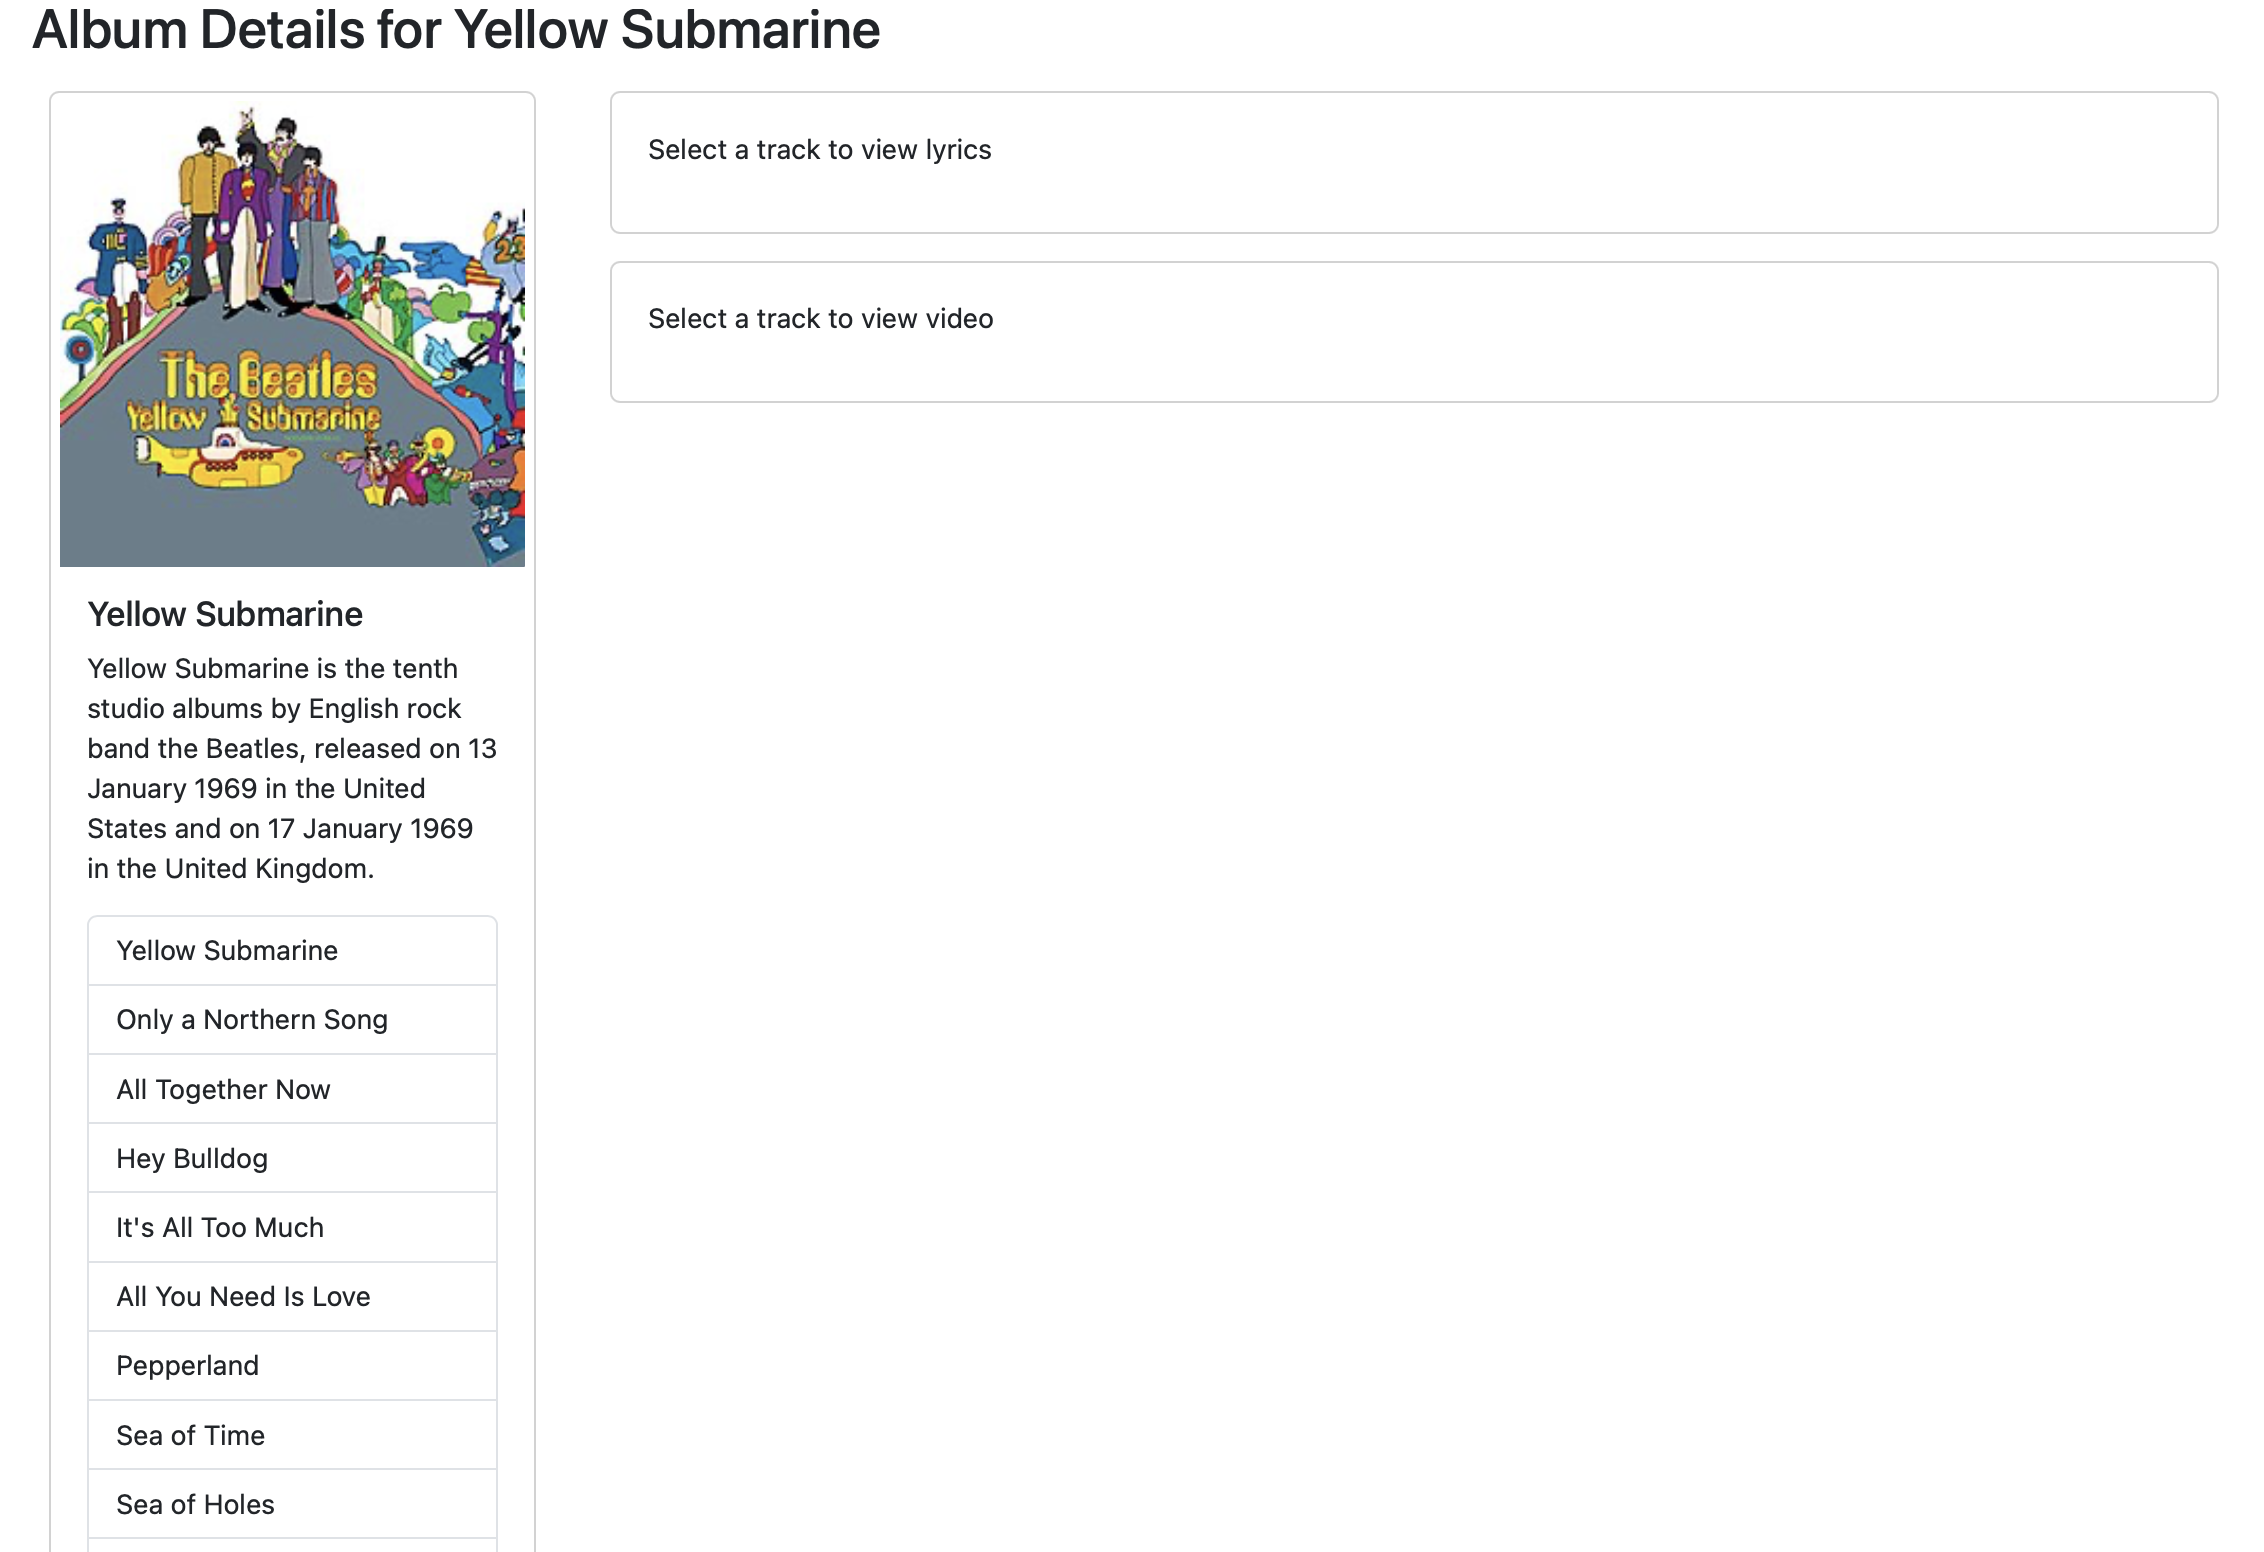 Album Details for Yellow Submarine
The Beatles
Yellow Submarine
Yellow Submarine
Yellow Submarine is the tenth
studio albums by English rock
band the Beatles, released on 13
January 1969 in the United
States and on 17 January 1969
in the United Kingdom.
Yellow Submarine
Only a Northern Song
All Together Now
Hey Bulldog
It's All Too Much
All You Need Is Love
Pepperland
Sea of Time
Sea of Holes
Select a track to view lyrics
Select a track to view video